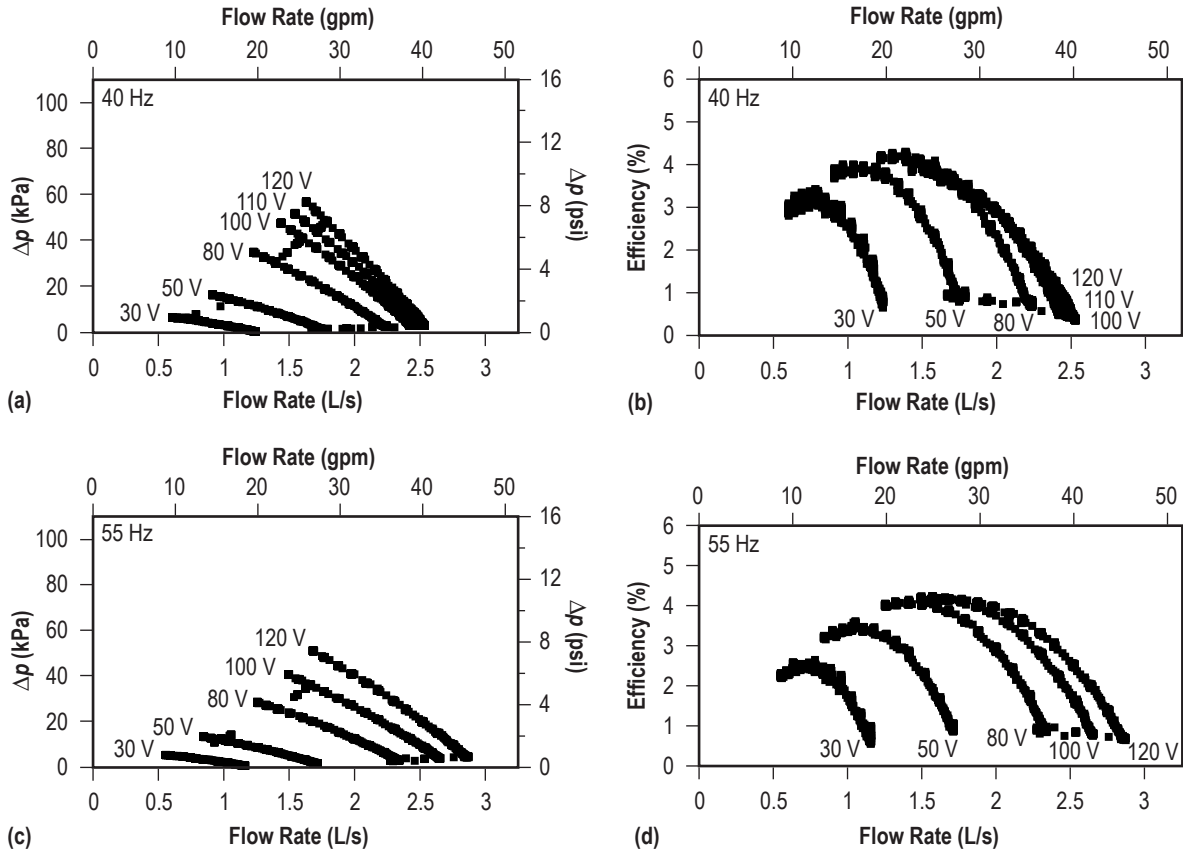 Flow Rate (gpm)
0 10 20 30 40 50
40 Hz
Δp (kPa)
100
80
60
40
20
0
120 V
110 V
100 V
80 V
50 V
30 V
16
12
8
4
0
Δp (psi)
0 0.5 1 1.5 2 2.5 3
(a) Flow Rate (L/s)
Flow Rate (gpm)
0 10 20 30 40 50
40 Hz
Efficiency (%)
6
5
4
3
2
1
0
120 V
110 V
30 V 50 V 80 V 100 V
0 0.5 1 1.5 2 2.5 3
(b) Flow Rate (L/s)
Flow Rate (gpm)
0 10 20 30 40 50
55 Hz
Δp (kPa)
100
80
60
40
20
0
120 V
100 V
80 V
50 V
30 V
16
12
8
4
0
Δp (psi)
0 0.5 1 1.5 2 2.5 3
(c) Flow Rate (L/s)
Flow Rate (gpm)
0 10 20 30 40 50
55 Hz
Efficiency (%)
6
5
4
3
2
1
0
30 V 50 V 80 V 100 V 120 V
0 0.5 1 1.5 2 2.5 3
(d) Flow Rate (L/s)